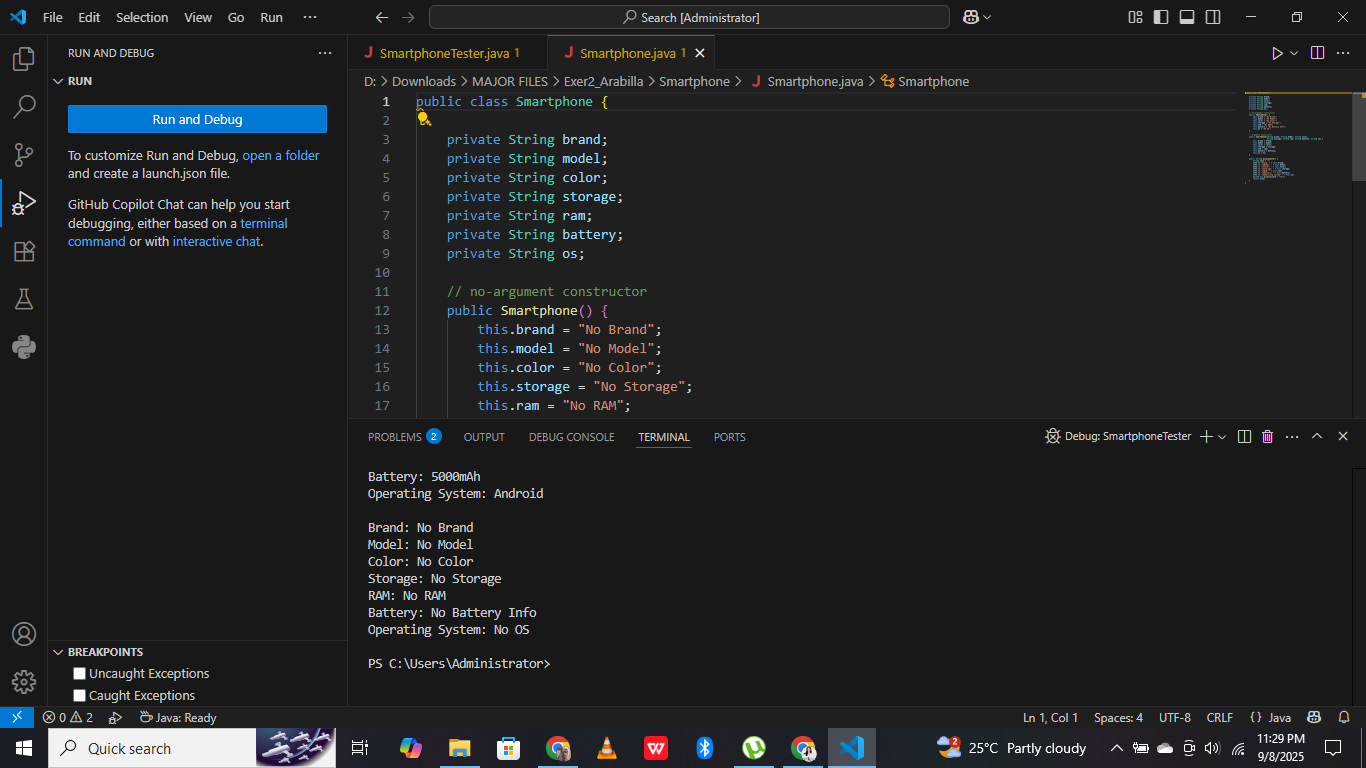 File Edit Selection View Go Run ···
Search [Administrator]
RUN AND DEBUG ···
RUN
Run and Debug
To customize Run and Debug, open a folder
and create a launch.json file.
GitHub Copilot Chat can help you start
debugging, either based on a terminal
command or with interactive chat.
BREAKPOINTS
Uncaught Exceptions
Caught Exceptions
SmartphoneTester.java 1
Smartphone.java 1
D: > Downloads > MAJOR FILES > Exer2_Arabilla > Smartphone > Smartphone.java > Smartphone
1 public class Smartphone {
2
3 private String brand;
4 private String model;
5 private String color;
6 private String storage;
7 private String ram;
8 private String battery;
9 private String os;
10
11 // no-argument constructor
12 public Smartphone() {
13 this.brand = "No Brand";
14 this.model = "No Model";
15 this.color = "No Color";
16 this.storage = "No Storage";
17 this.ram = "No RAM";
PROBLEMS 2 OUTPUT DEBUG CONSOLE TERMINAL PORTS
Debug: SmartphoneTester
Battery: 5000mAh
Operating System: Android
Brand: No Brand
Model: No Model
Color: No Color
Storage: No Storage
RAM: No RAM
Battery: No Battery Info
Operating System: No OS
PS C:\Users\Administrator>
0 2 Java: Ready
Ln 1, Col 1 Spaces: 4 UTF-8 CRLF {} Java
Quick search
2 25°C Partly cloudy
11:29 PM
9/8/2025